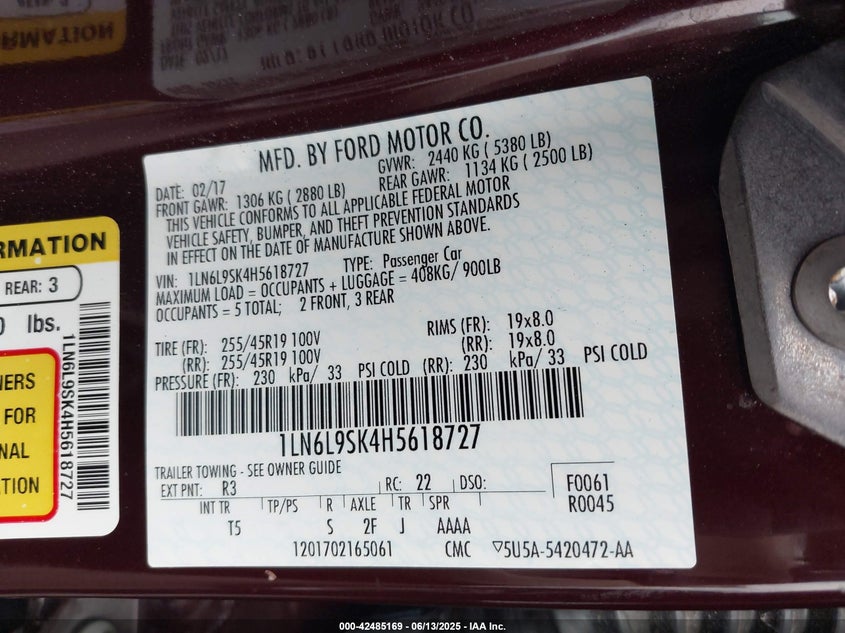 MFD. BY FORD MOTOR CO.
DATE: 02/17 GVWR: 2440 KG ( 5380 LB)
FRONT GAWR: 1306 KG ( 2880 LB) REAR GAWR: 1134 KG ( 2500 LB)
THIS VEHICLE CONFORMS TO ALL APPLICABLE FEDERAL MOTOR
VEHICLE SAFETY, BUMPER, AND THEFT PREVENTION STANDARDS
IN EFFECT ON THE DATE OF MANUFACTURE SHOWN ABOVE.
VIN: 1LN6L9SK4H5618727 TYPE: Passenger Car
MAXIMUM LOAD = OCCUPANTS + LUGGAGE = 408KG/ 900LB
OCCUPANTS = 5 TOTAL; 2 FRONT, 3 REAR
TIRE (FR): 255/45R19 100V RIMS (FR): 19x8.0
(RR): 255/45R19 100V (RR): 19x8.0
PRESSURE (FR): 230 kPa/ 33 PSI COLD (RR): 230 kPa/ 33 PSI COLD
1LN6L9SK4H5618727
TRAILER TOWING - SEE OWNER GUIDE
EXT PNT: R3 RC: 22 DSO: F0061
R0045
INT TR TP/PS R AXLE TR SPR
T5 S 2F J AAAA
1201702165061 CMC ▽5U5A-5420472-AA
RMATION
REAR: 3
0 lbs.
NERS
FOR
NAL
TION
1LN6L9SK4H5618727
000-42485169 - 06/13/2025 - IAA Inc.